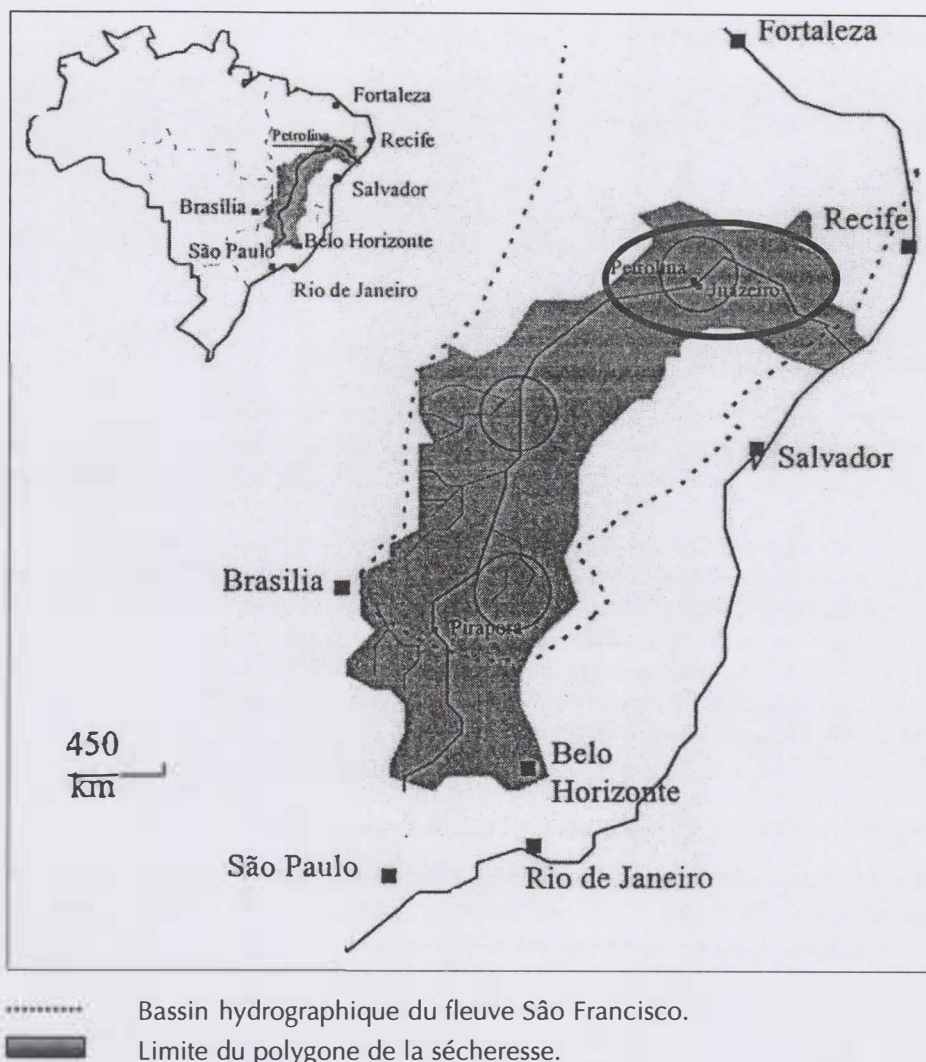 Fortaleza
Fortaleza
Petrolina
Recife
Salvador
Brasília
São Paulo
Belo Horizonte
Rio de Janeiro
Recife
Petrolina
Juazeiro
Salvador
Brasilia
Pirapora
450
km
Belo
Horizonte
São Paulo
Rio de Janeiro
Bassin hydrographique du fleuve Sâo Francisco.
Limite du polygone de la sécheresse.